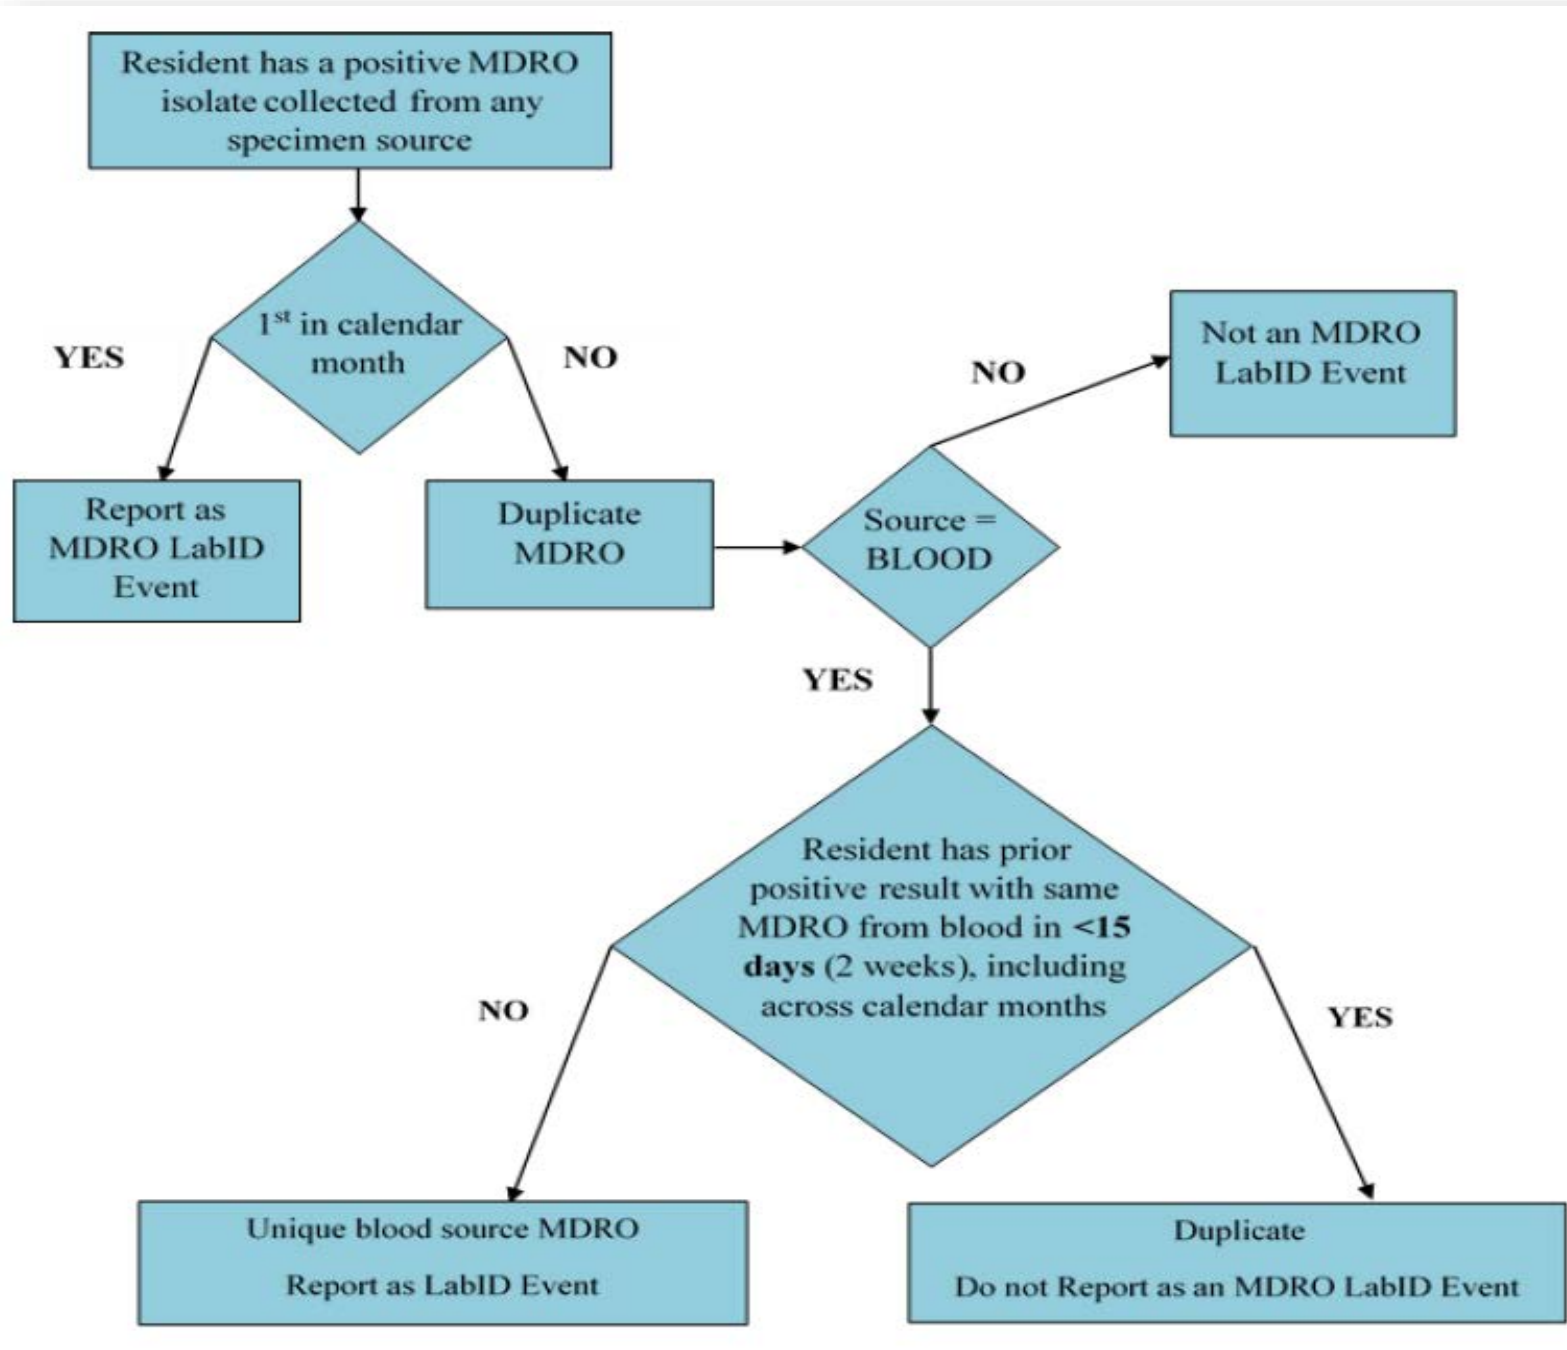 Resident has a positive MDRO
isolate collected from any
specimen source
1st in calendar
month
YES
NO
Report as
MDRO LabID
Event
Duplicate
MDRO
Source =
BLOOD
NO
Not an MDRO
LabID Event
YES
Resident has prior
positive result with same
MDRO from blood in <15
days (2 weeks), including
across calendar months
NO
YES
Unique blood source MDRO
Report as LabID Event
Duplicate
Do not Report as an MDRO LabID Event